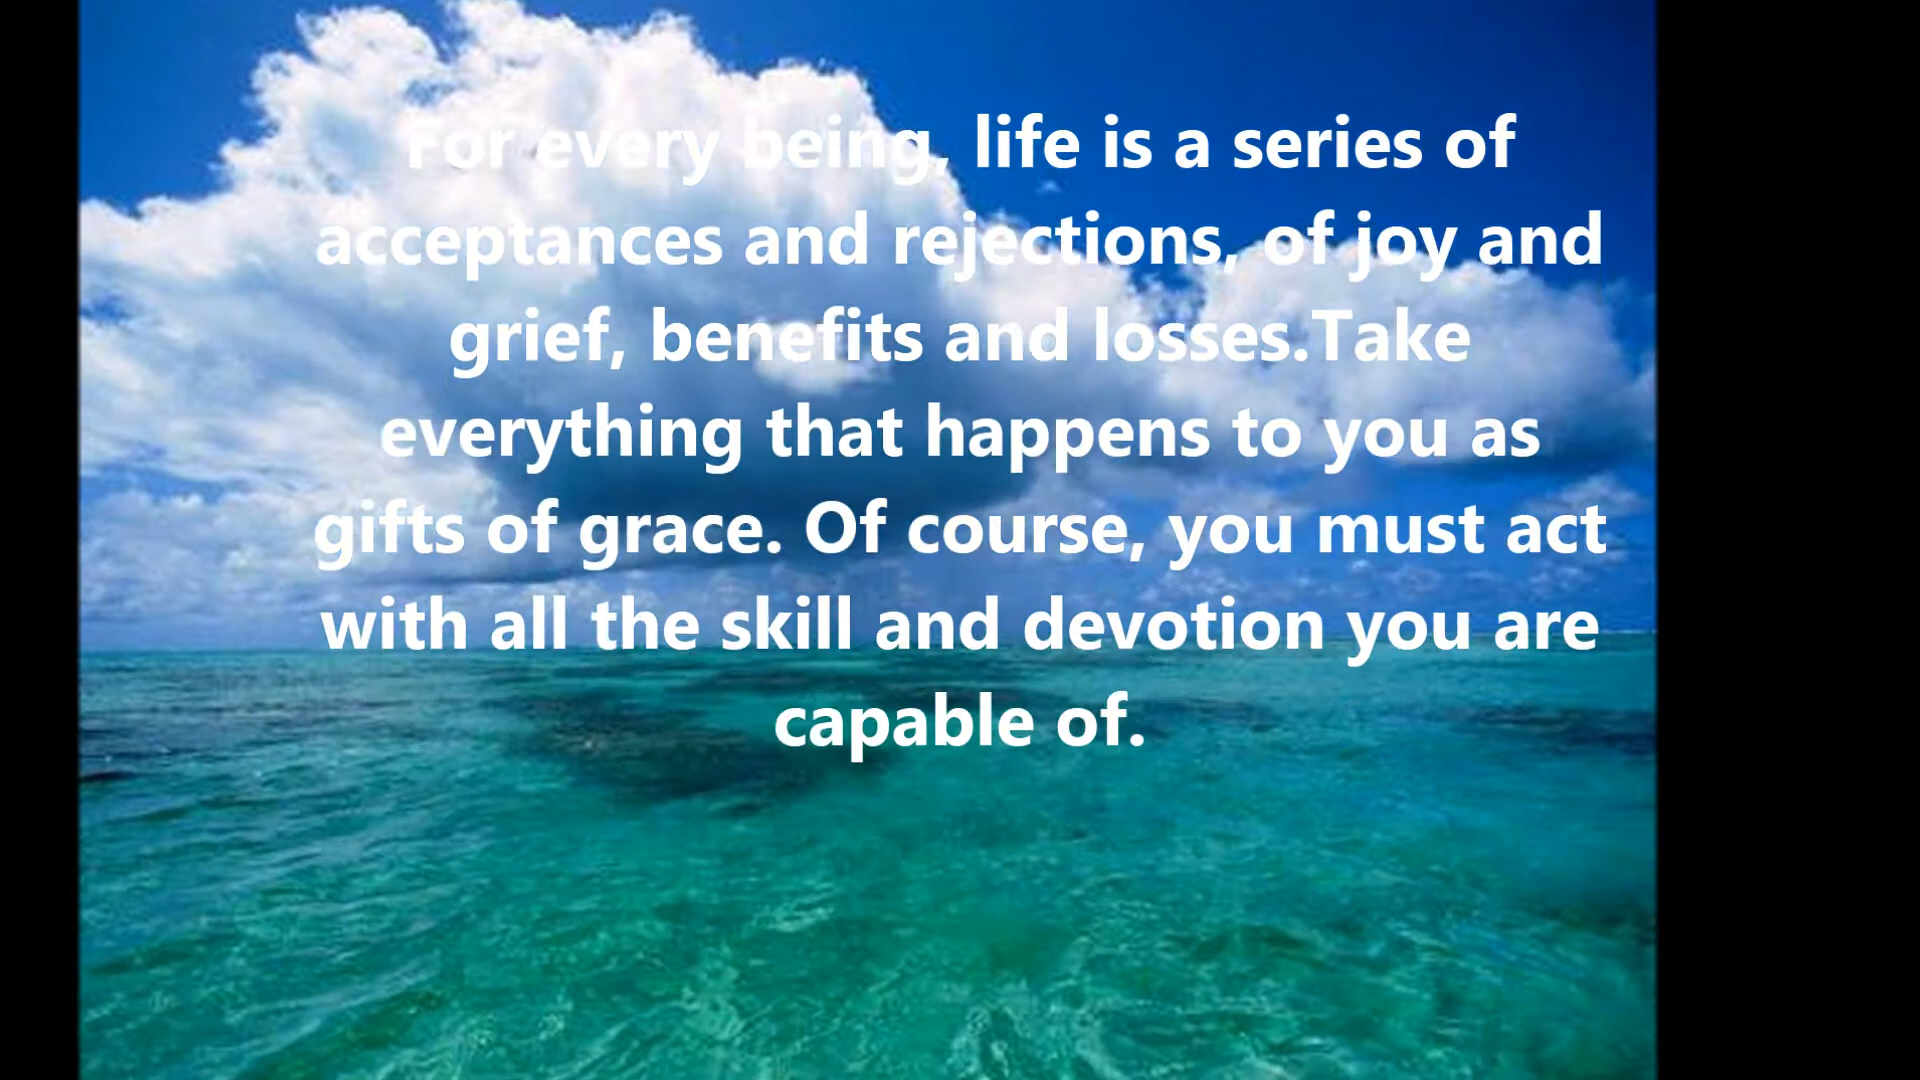 For every being, life is a series of
acceptances and rejections, of joy and
grief, benefits and losses.Take
everything that happens to you as
gifts of grace. Of course, you must act
with all the skill and devotion you are
capable of.